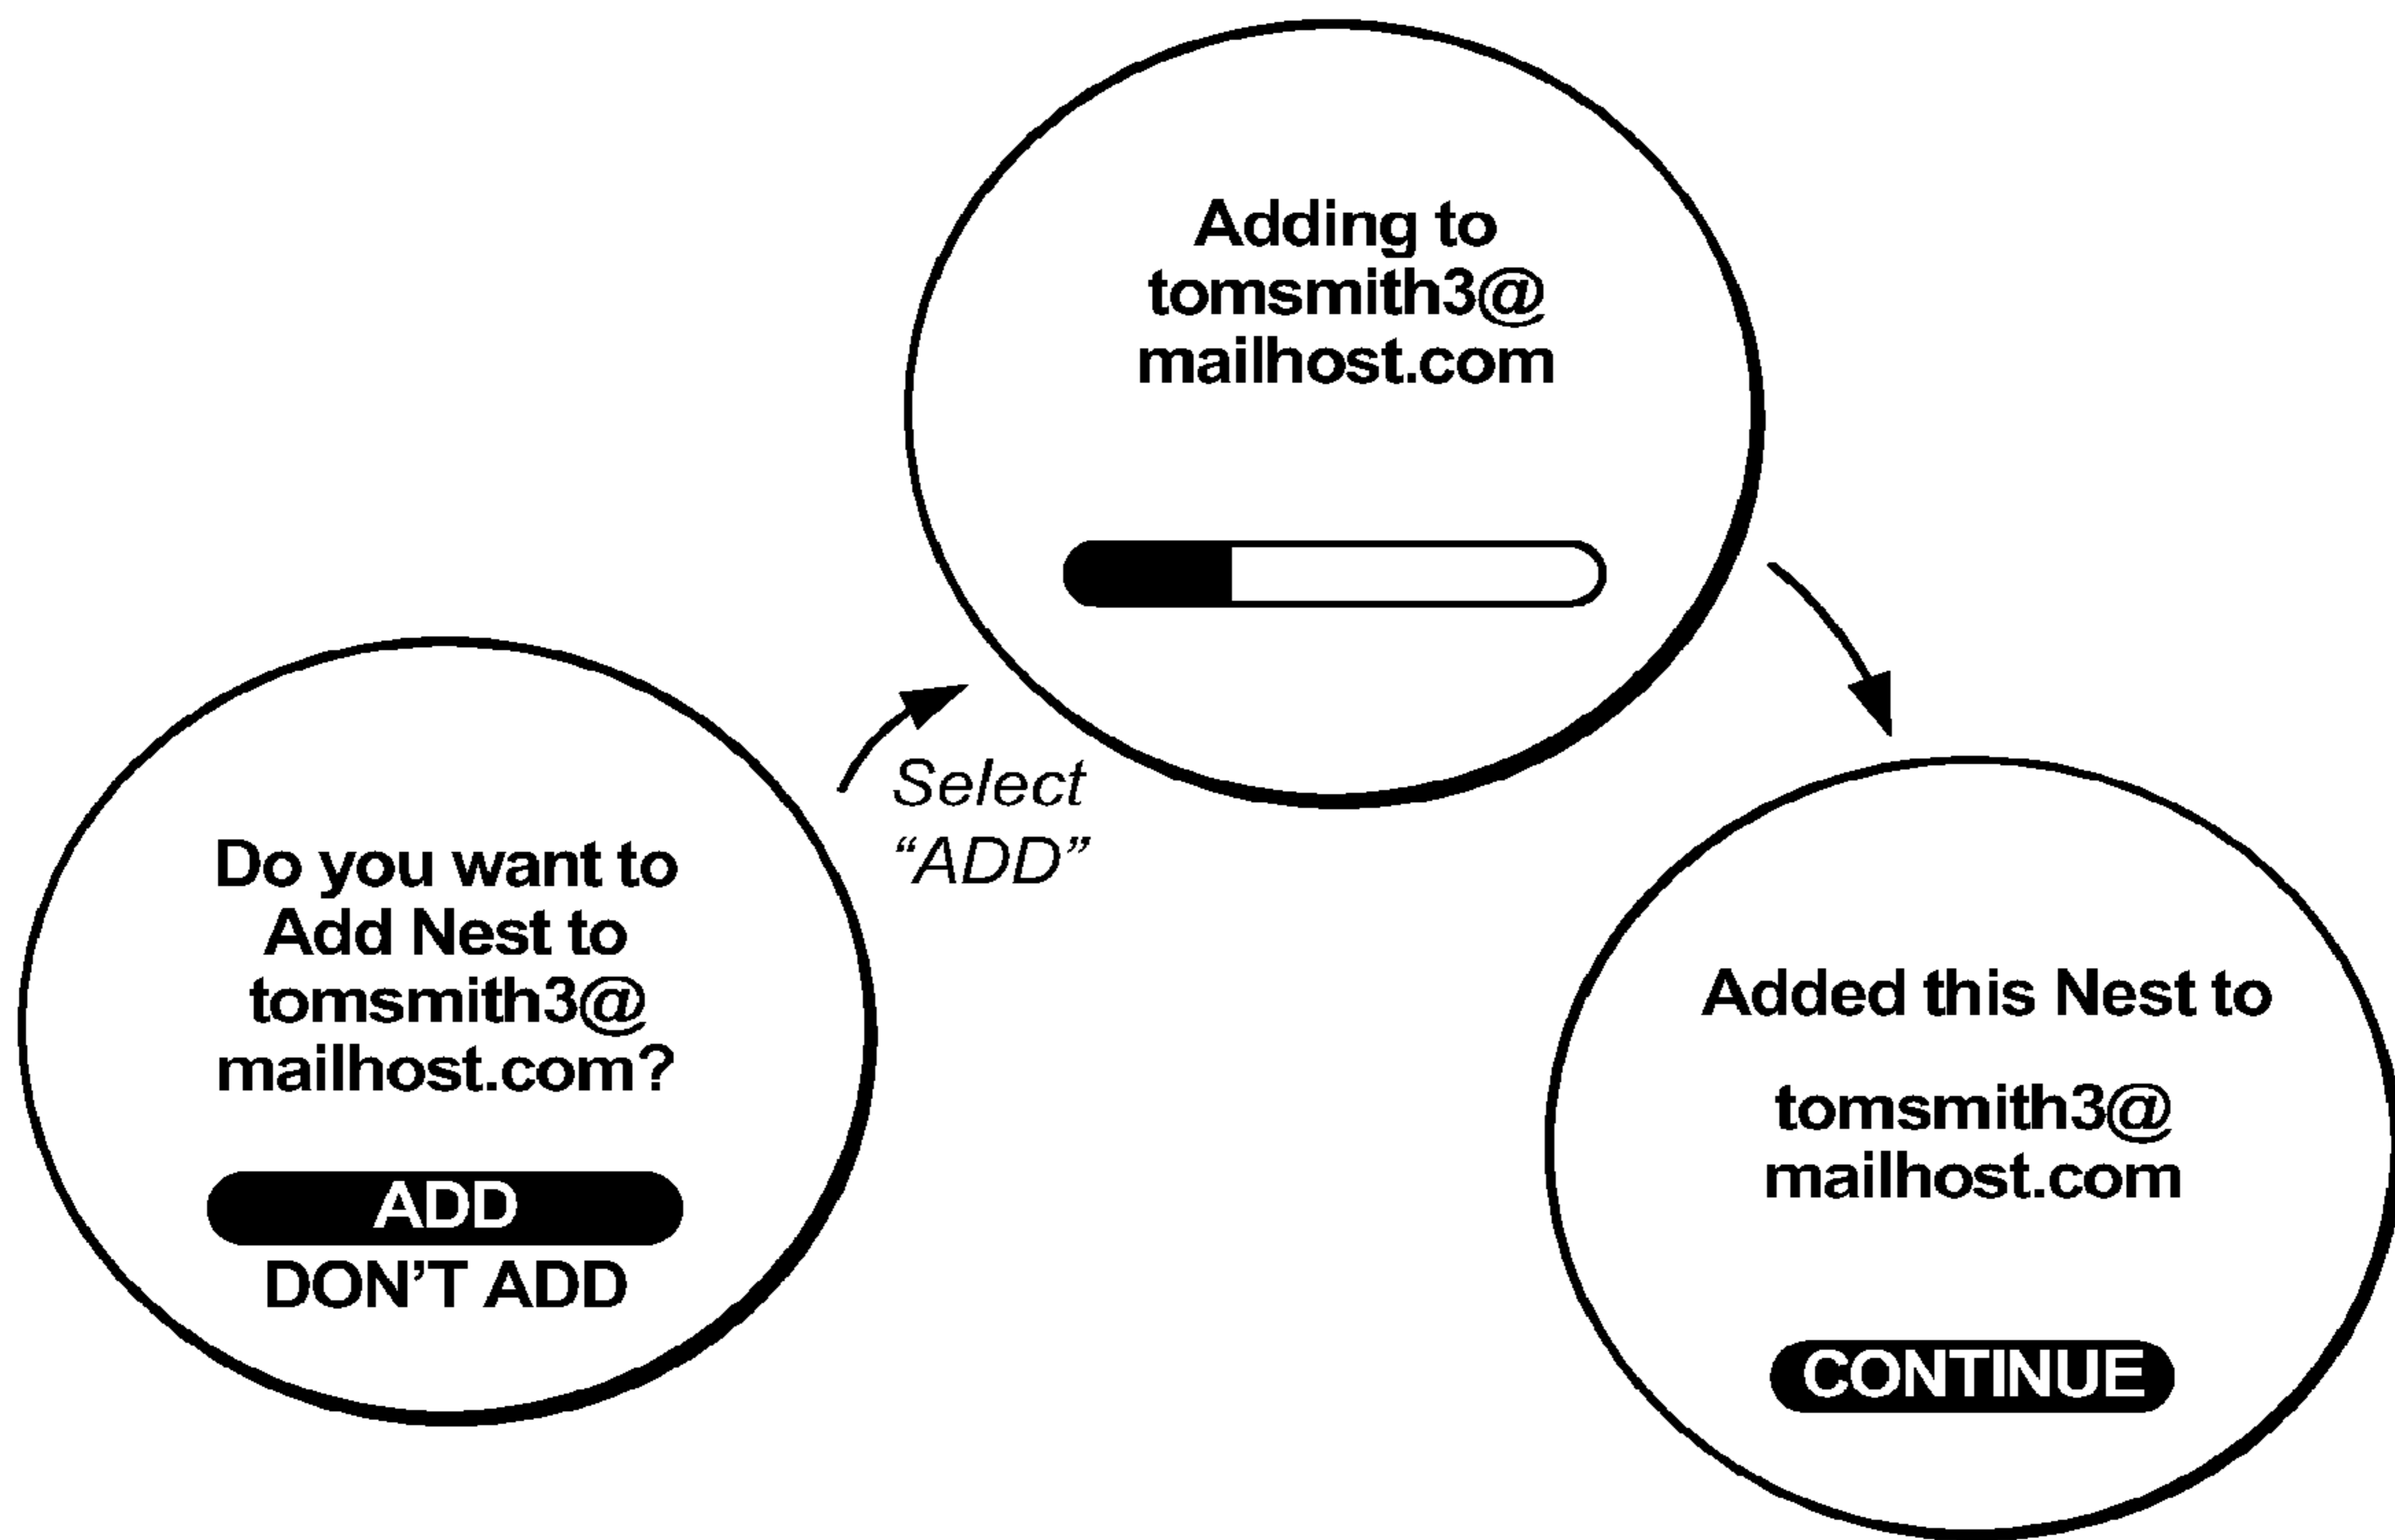 Do you want to
Add Nest to
tomsmith3@
mailhost.com?
ADD
DON'T ADD
Select
“ADD”
Adding to
tomsmith3@
mailhost.com
Added this Nest to
tomsmith3@
mailhost.com
CONTINUE